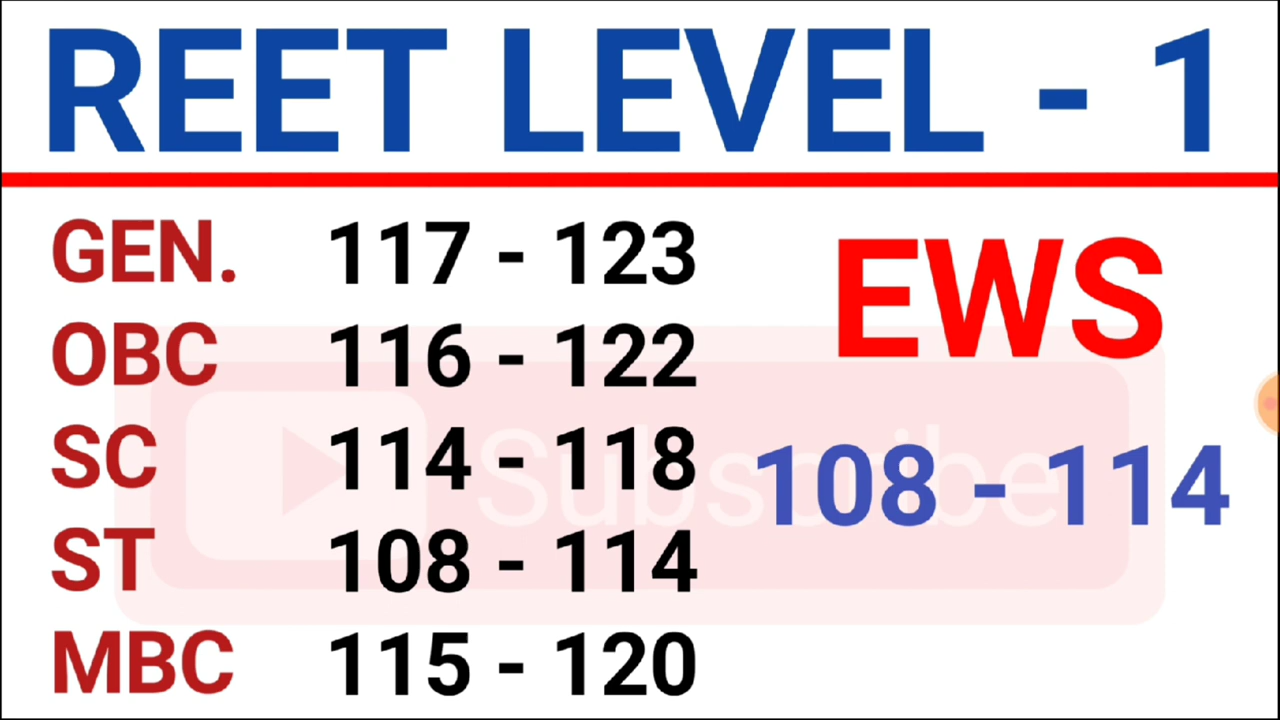 REET LEVEL - 1
GEN. 117 - 123
OBC 116 - 122
SC 114 - 118
ST 108 - 114
MBC 115 - 120
EWS
108 - 114
Subscribe